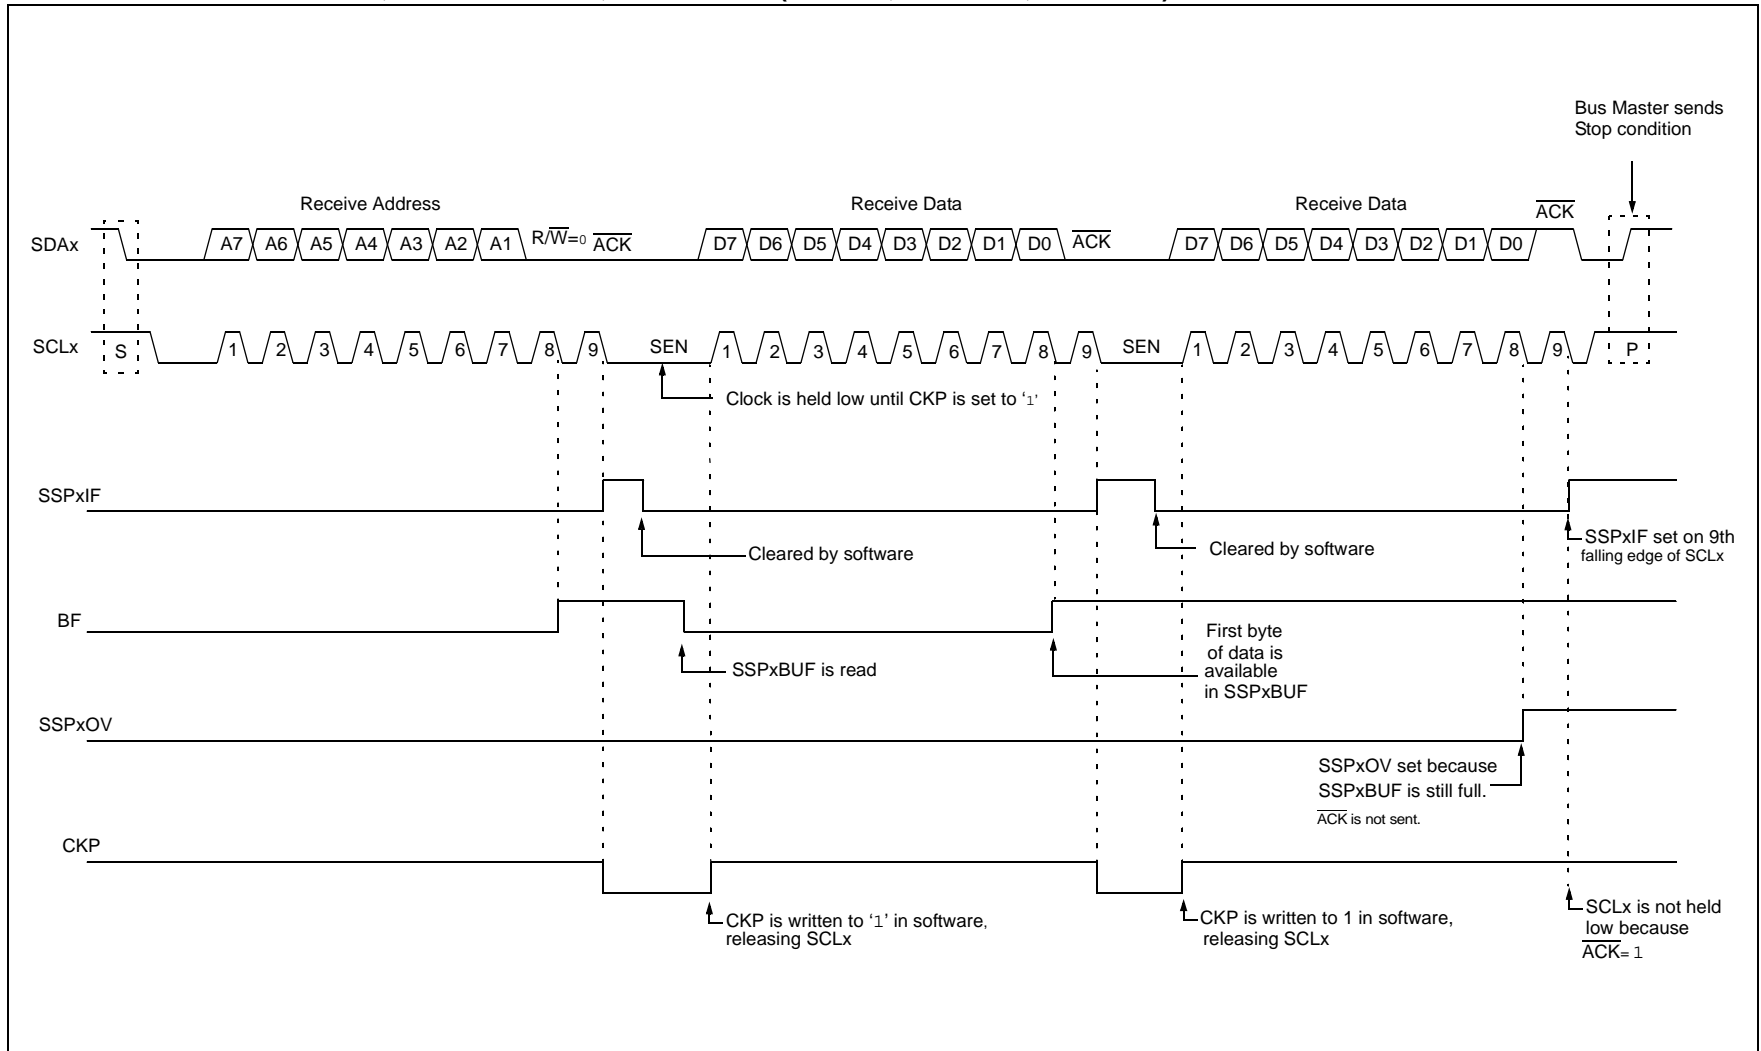 Bus Master sends
Stop condition
Receive Address
Receive Data
Receive Data
ACK
SDAx
A7 A6 A5 A4 A3 A2 A1 R/W=0 ACK
D7 D6 D5 D4 D3 D2 D1 D0 ACK
D7 D6 D5 D4 D3 D2 D1 D0
SCLx
S 1 2 3 4 5 6 7 8 9 SEN 1 2 3 4 5 6 7 8 9 SEN 1 2 3 4 5 6 7 8 9 P
Clock is held low until CKP is set to ‘1’
SSPxIF
Cleared by software
Cleared by software
SSPxIF set on 9th
falling edge of SCLx
BF
SSPxBUF is read
First byte
of data is
available
in SSPxBUF
SSPxOV
SSPxOV set because
SSPxBUF is still full.
ACK is not sent.
CKP
CKP is written to ‘1’ in software,
releasing SCLx
CKP is written to 1 in software,
releasing SCLx
SCLx is not held
low because
ACK= 1